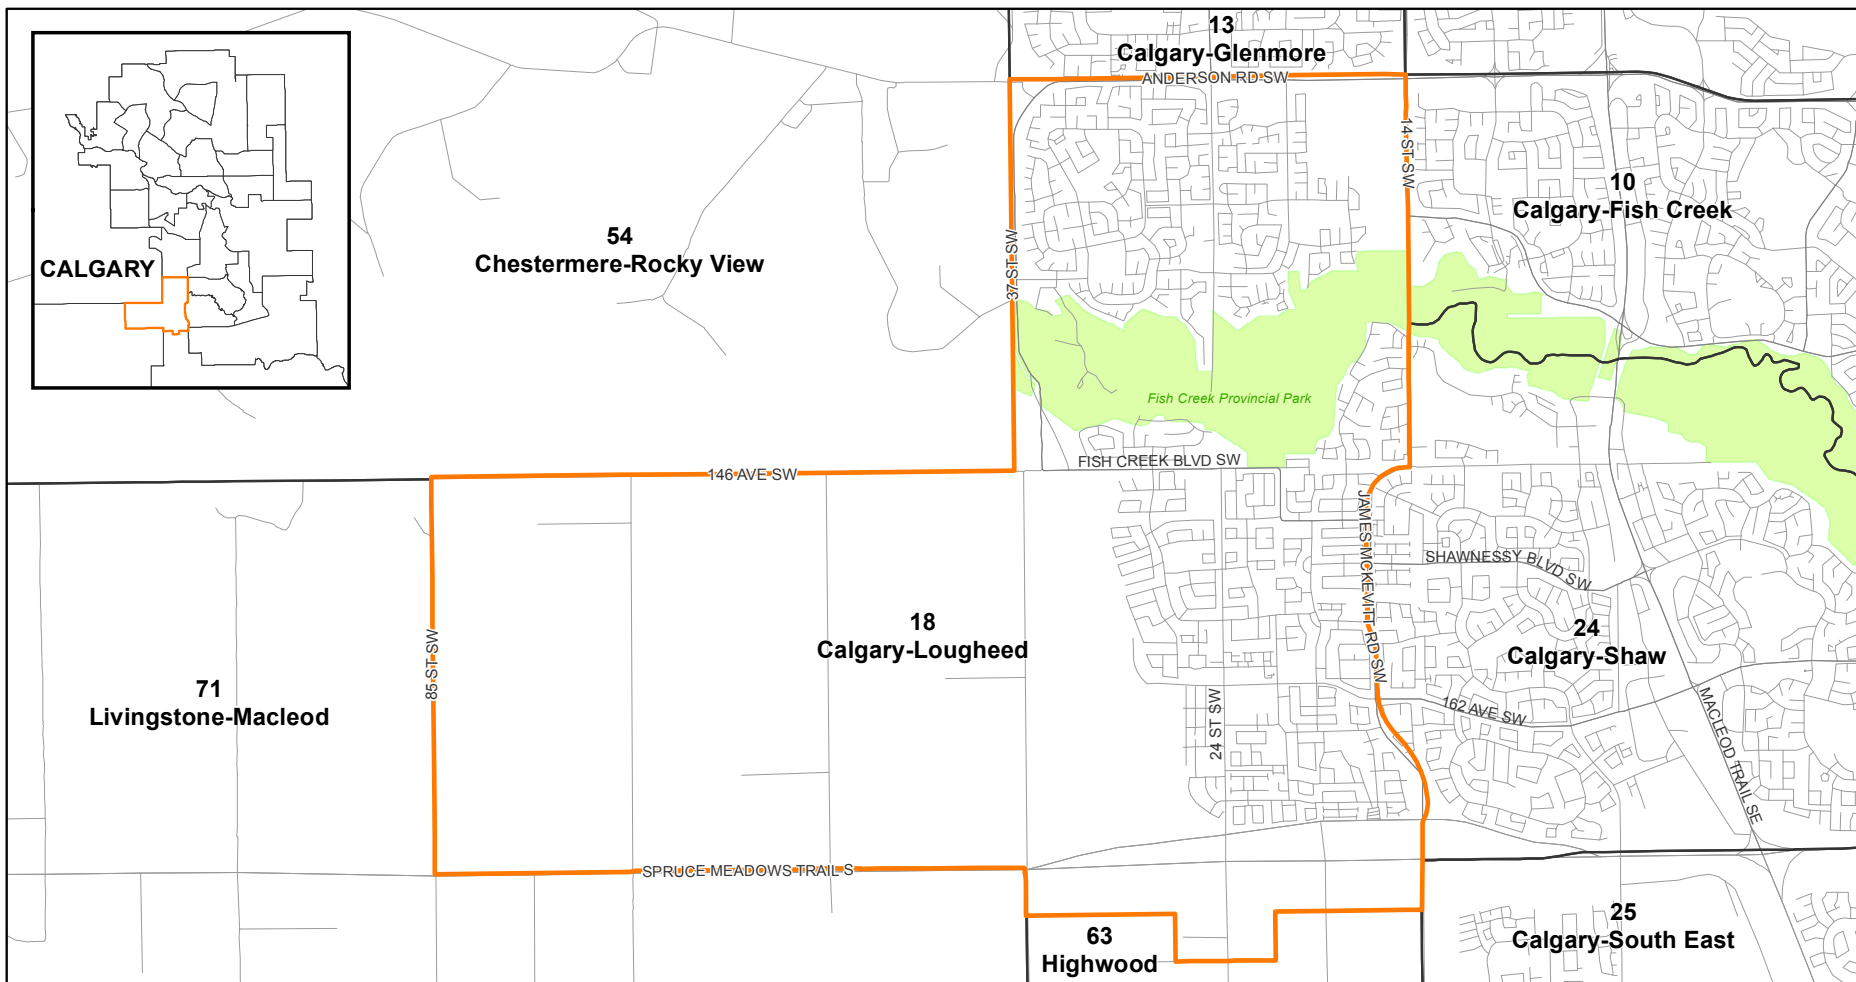 13
Calgary-Glenmore
ANDERSON RD SW
14 ST SW
10
Calgary-Fish Creek
54
Chestermere-Rocky View
CALGARY
37 ST SW
Fish Creek Provincial Park
FISH CREEK BLVD SW
146 AVE SW
JAMES MCKEVITT RD SW
SHAWNESSY BLVD SW
18
Calgary-Lougheed
24
Calgary-Shaw
85 ST SW
71
Livingstone-Macleod
24 ST SW
162 AVE SW
MACLEOD TRAIL SE
SPRUCE MEADOWS TRAIL S
25
Calgary-South East
63
Highwood